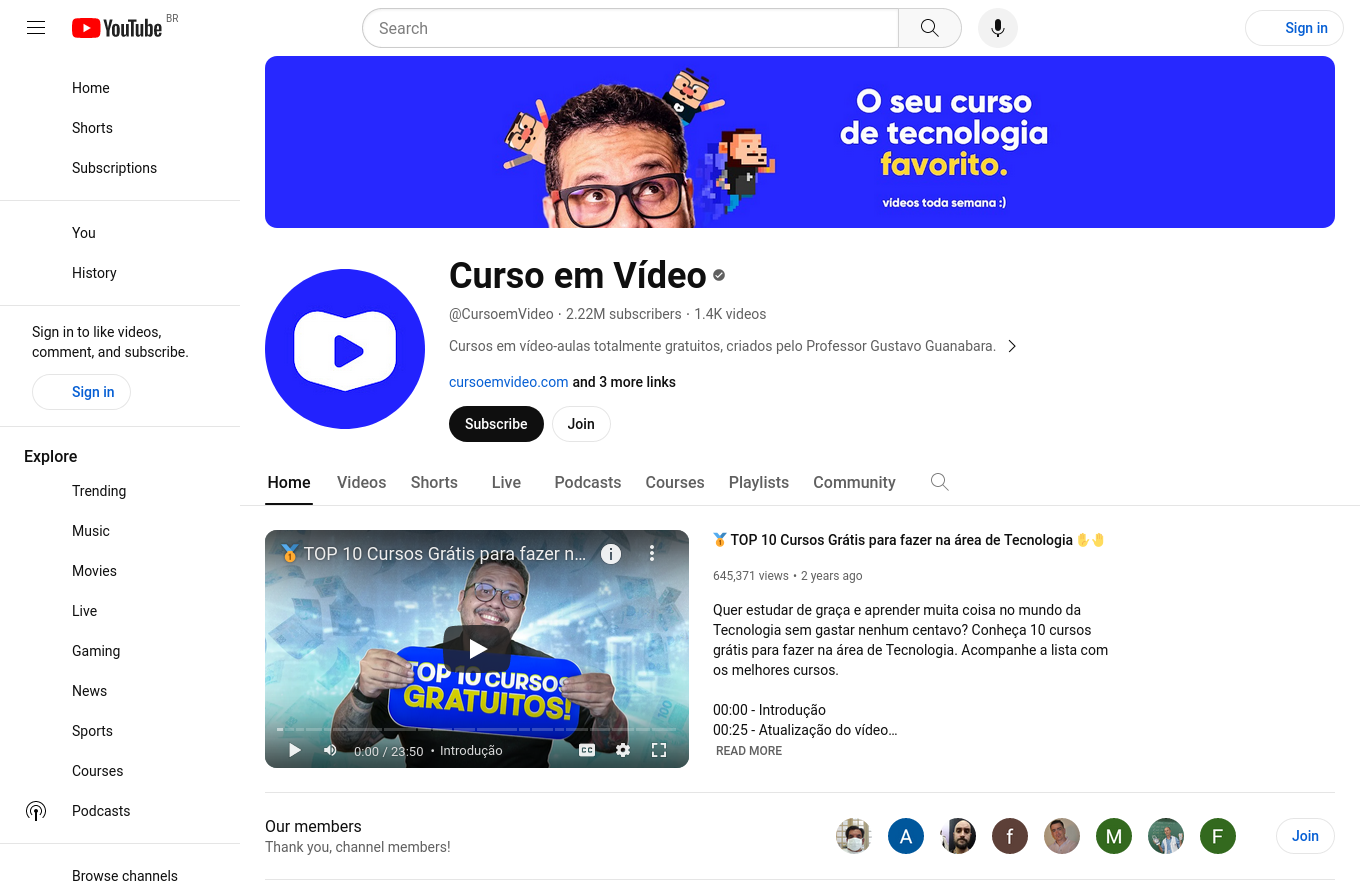 YouTube BR
Search
Sign in
Home
Shorts
Subscriptions
You
History
Sign in to like videos,
comment, and subscribe.
Sign in
Explore
Trending
Music
Movies
Live
Gaming
News
Sports
Courses
Podcasts
Browse channels
O seu curso
de tecnologia
favorito.
vídeos toda semana :)
Curso em Vídeo
@CursoemVideo · 2.22M subscribers · 1.4K videos
Cursos em vídeo-aulas totalmente gratuitos, criados pelo Professor Gustavo Guanabara.
cursoemvideo.com and 3 more links
Subscribe
Join
Home Videos Shorts Live Podcasts Courses Playlists Community
🥇 TOP 10 Cursos Grátis para fazer n...
TOP 10 CURSOS
GRATUITOS!
0:00 / 23:50 • Introdução
CC
🥇 TOP 10 Cursos Grátis para fazer na área de Tecnologia ✋🤚
645,371 views • 2 years ago
Quer estudar de graça e aprender muita coisa no mundo da
Tecnologia sem gastar nenhum centavo? Conheça 10 cursos
grátis para fazer na área de Tecnologia. Acompanhe a lista com
os melhores cursos.
00:00 - Introdução
00:25 - Atualização do vídeo...
READ MORE
Our members
Thank you, channel members!
A
f
M
F
Join